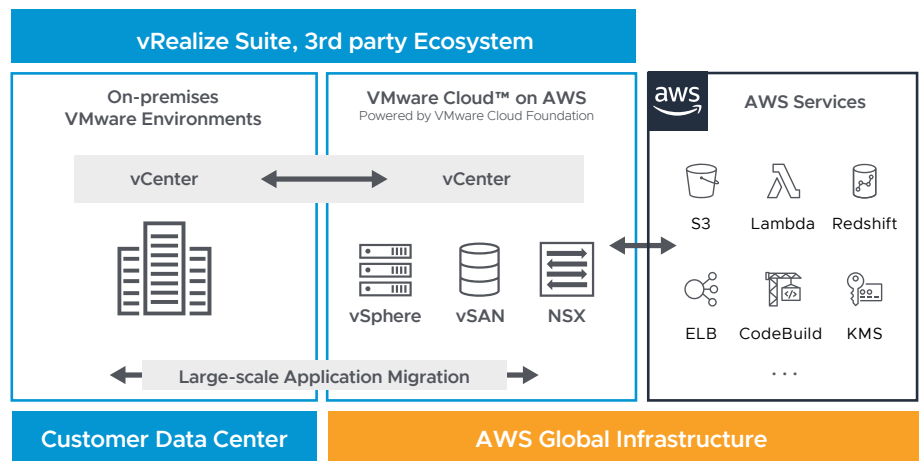 vRealize Suite, 3rd party Ecosystem
On-premises
VMware Environments
VMware Cloud™ on AWS
Powered by VMware Cloud Foundation
aws
AWS Services
vCenter
vCenter
S3
Lambda
Redshift
vSphere
vSAN
NSX
ELB
CodeBuild
KMS
...
Large-scale Application Migration
Customer Data Center
AWS Global Infrastructure